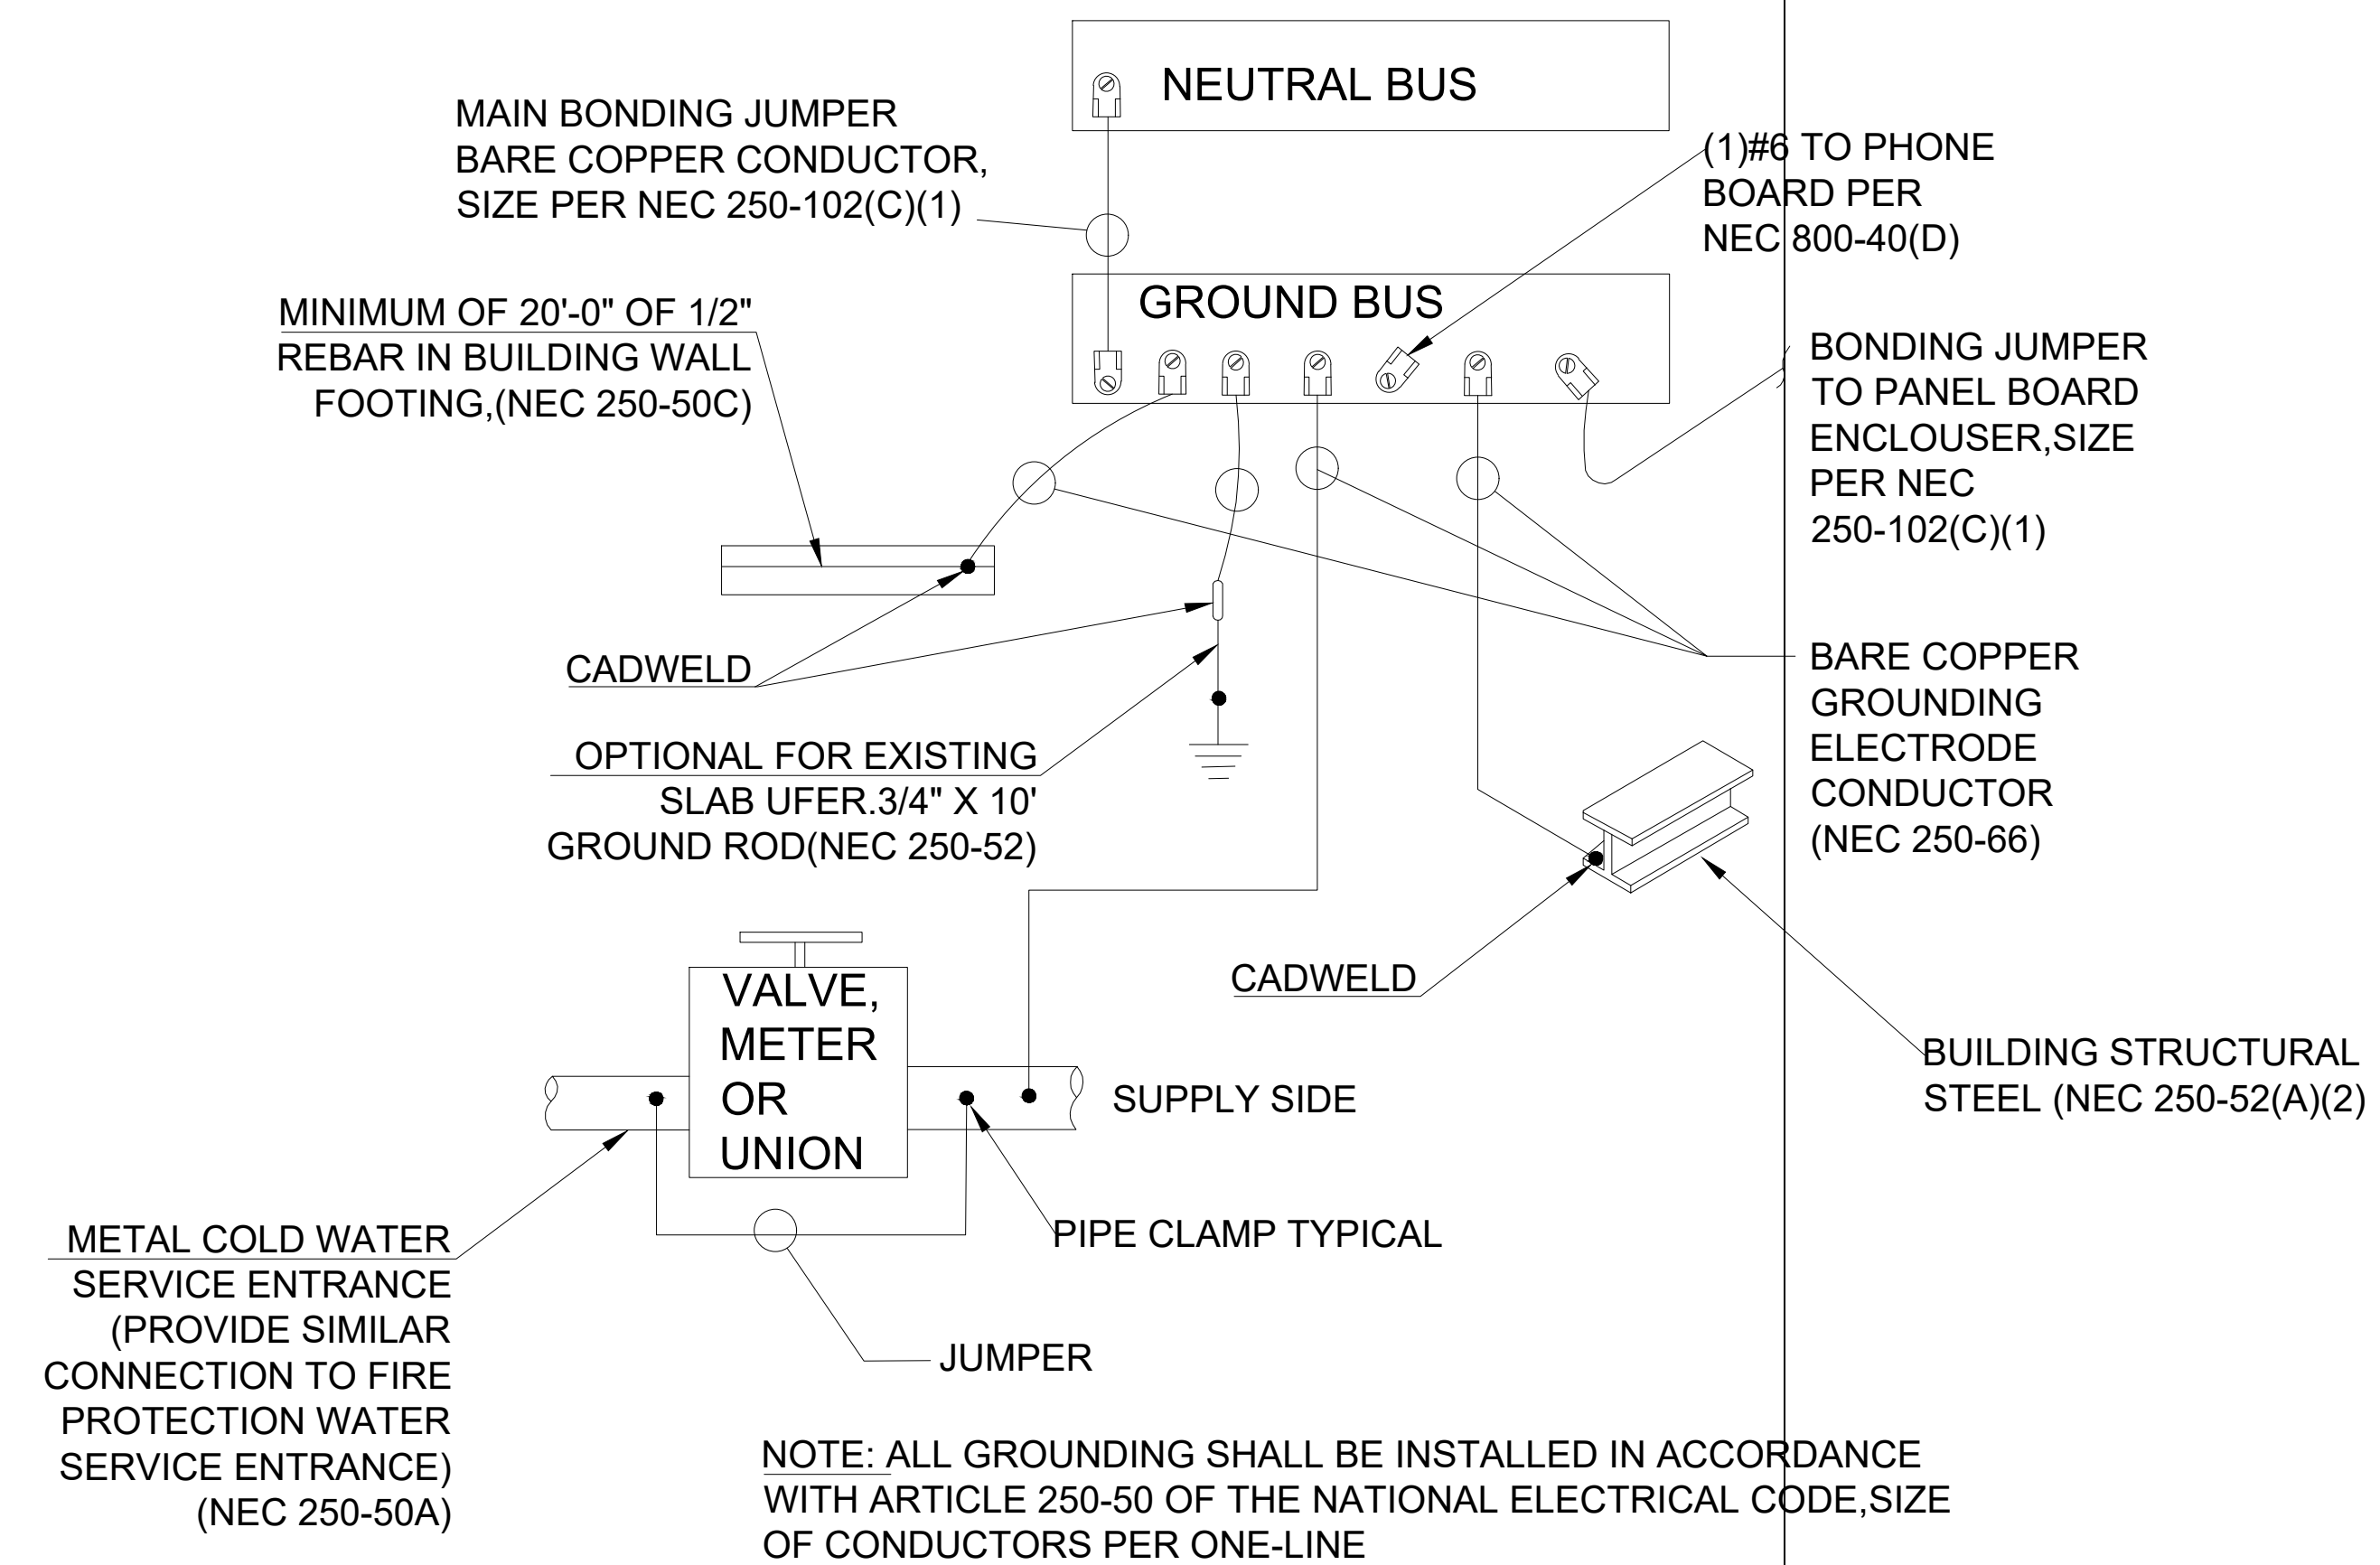 NEUTRAL BUS
MAIN BONDING JUMPER
BARE COPPER CONDUCTOR,
SIZE PER NEC 250-102(C)(1)
(1)#6 TO PHONE
BOARD PER
NEC 800-40(D)
GROUND BUS
MINIMUM OF 20'-0" OF 1/2"
REBAR IN BUILDING WALL
FOOTING,(NEC 250-50C)
BONDING JUMPER
TO PANEL BOARD
ENCLOUSER,SIZE
PER NEC
250-102(C)(1)
CADWELD
BARE COPPER
GROUNDING
ELECTRODE
CONDUCTOR
(NEC 250-66)
OPTIONAL FOR EXISTING
SLAB UFER.3/4" X 10'
GROUND ROD(NEC 250-52)
CADWELD
VALVE,
METER
OR
UNION
SUPPLY SIDE
BUILDING STRUCTURAL
STEEL (NEC 250-52(A)(2)
PIPE CLAMP TYPICAL
METAL COLD WATER
SERVICE ENTRANCE
(PROVIDE SIMILAR
CONNECTION TO FIRE
PROTECTION WATER
SERVICE ENTRANCE)
(NEC 250-50A)
JUMPER
NOTE: ALL GROUNDING SHALL BE INSTALLED IN ACCORDANCE
WITH ARTICLE 250-50 OF THE NATIONAL ELECTRICAL CODE,SIZE
OF CONDUCTORS PER ONE-LINE